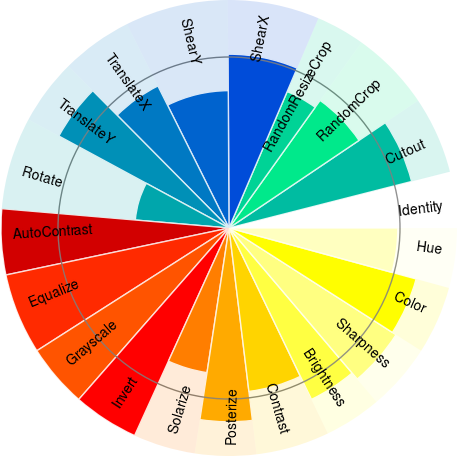 ShearX
RandomResizeCrop
RandomCrop
Cutout
Identity
Hue
Color
Sharpness
Brightness
Contrast
Posterize
Solarize
Invert
Grayscale
Equalize
AutoContrast
Rotate
TranslateY
TranslateX
ShearY